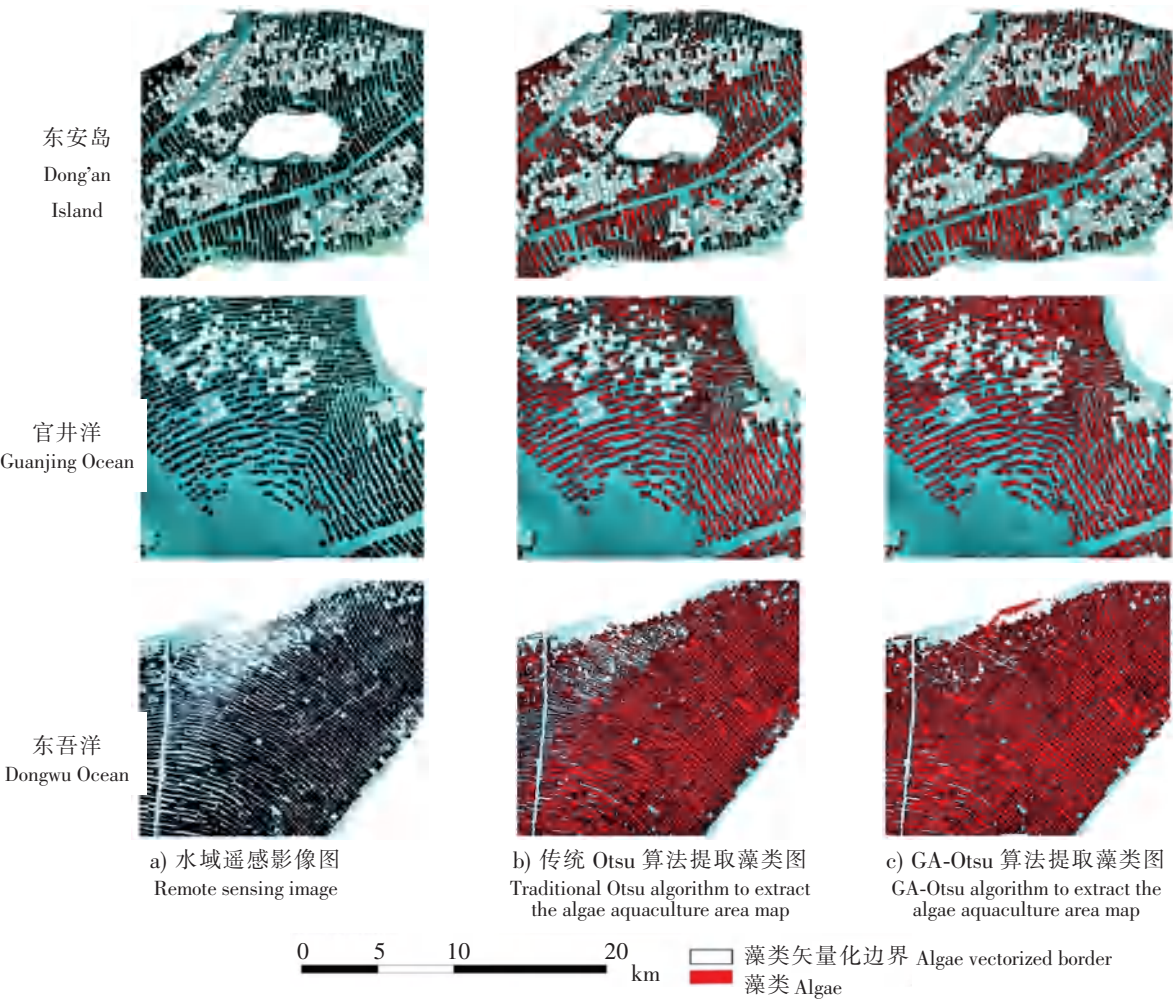 东安岛
Dong'an
Island
官井洋
Guanjing Ocean
东吾洋
Dongwu Ocean
a) 水域遥感影像图
Remote sensing image
b) 传统 Otsu 算法提取藻类图
Traditional Otsu algorithm to extract
the algae aquaculture area map
c) GA-Otsu 算法提取藻类图
GA-Otsu algorithm to extract the
algae aquaculture area map
0 5 10 20
km
藻类矢量化边界 Algae vectorized border
藻类 Algae